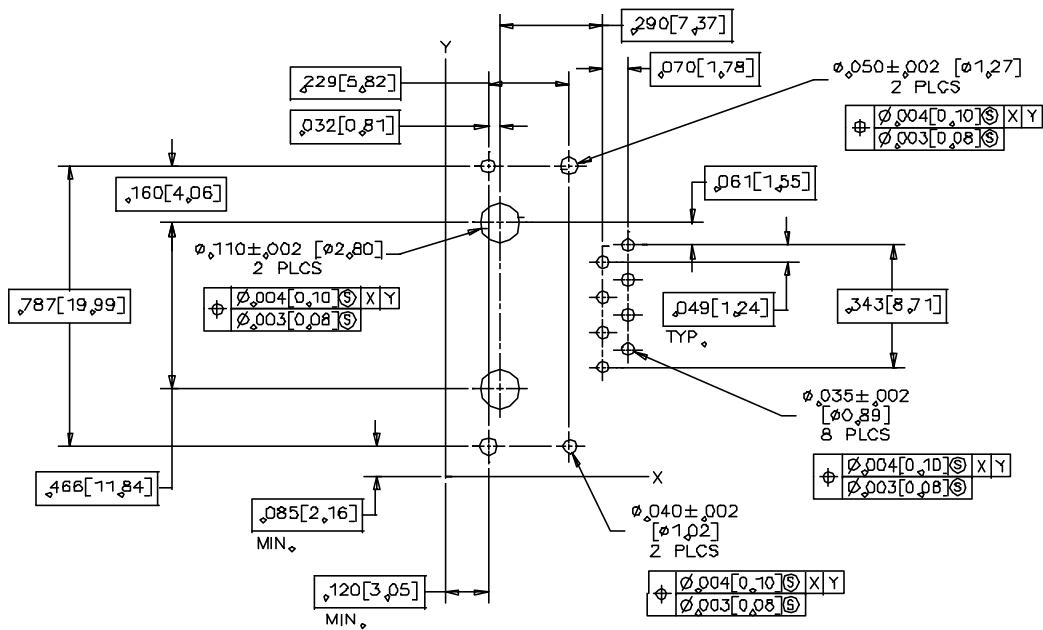 .290[7.37]
Y
.070[1.78]
.229[5.82]
⌀.050±.002 [⌀1.27]
2 PLCS
⌀.004[0.10]Ⓢ X Y
⌀.003[0.08]Ⓢ
.032[0.81]
.160[4.06]
.061[1.55]
⌀.110±.002 [⌀2.80]
2 PLCS
⌀.004[0.10]Ⓢ X Y
⌀.003[0.08]Ⓢ
.787[19.99]
.049[1.24]
TYP.
.343[8.71]
⌀.035±.002
[⌀0.89]
8 PLCS
⌀.004[0.10]Ⓢ X Y
⌀.003[0.08]Ⓢ
.466[11.84]
X
.085[2.16]
MIN.
⌀.040±.002
[⌀1.02]
2 PLCS
⌀.004[0.10]Ⓢ X Y
⌀.003[0.08]Ⓢ
.120[3.05]
MIN.